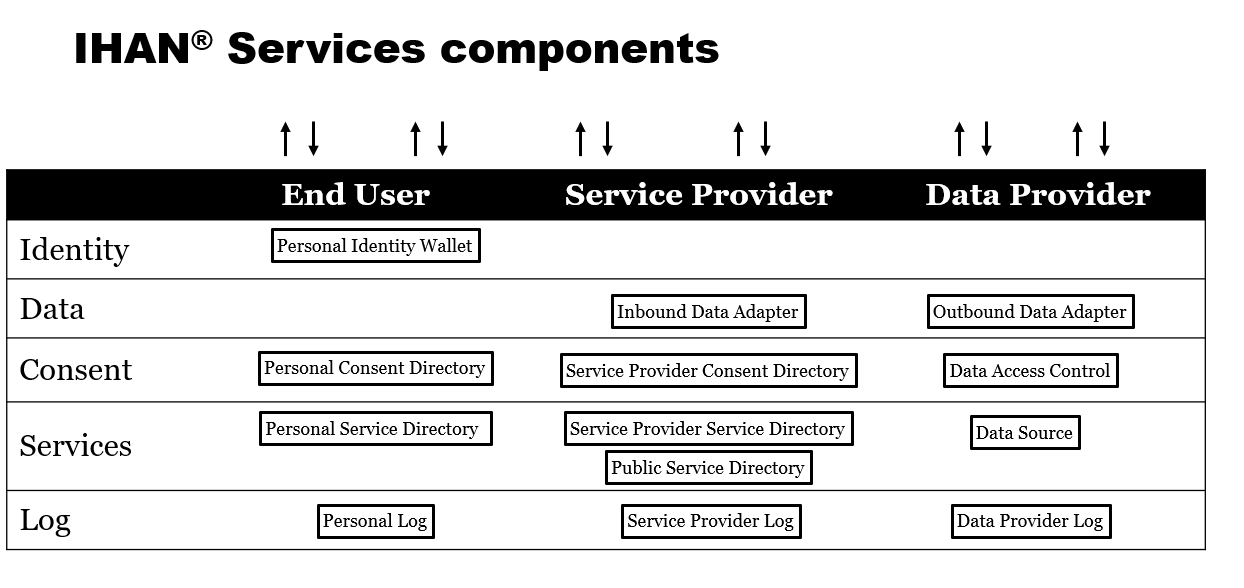 IHAN® Services components
End User Service Provider Data Provider
Identity Personal Identity Wallet
Data Inbound Data Adapter Outbound Data Adapter
Consent Personal Consent Directory Service Provider Consent Directory Data Access Control
Services Personal Service Directory Service Provider Service Directory Data Source
Public Service Directory
Log Personal Log Service Provider Log Data Provider Log